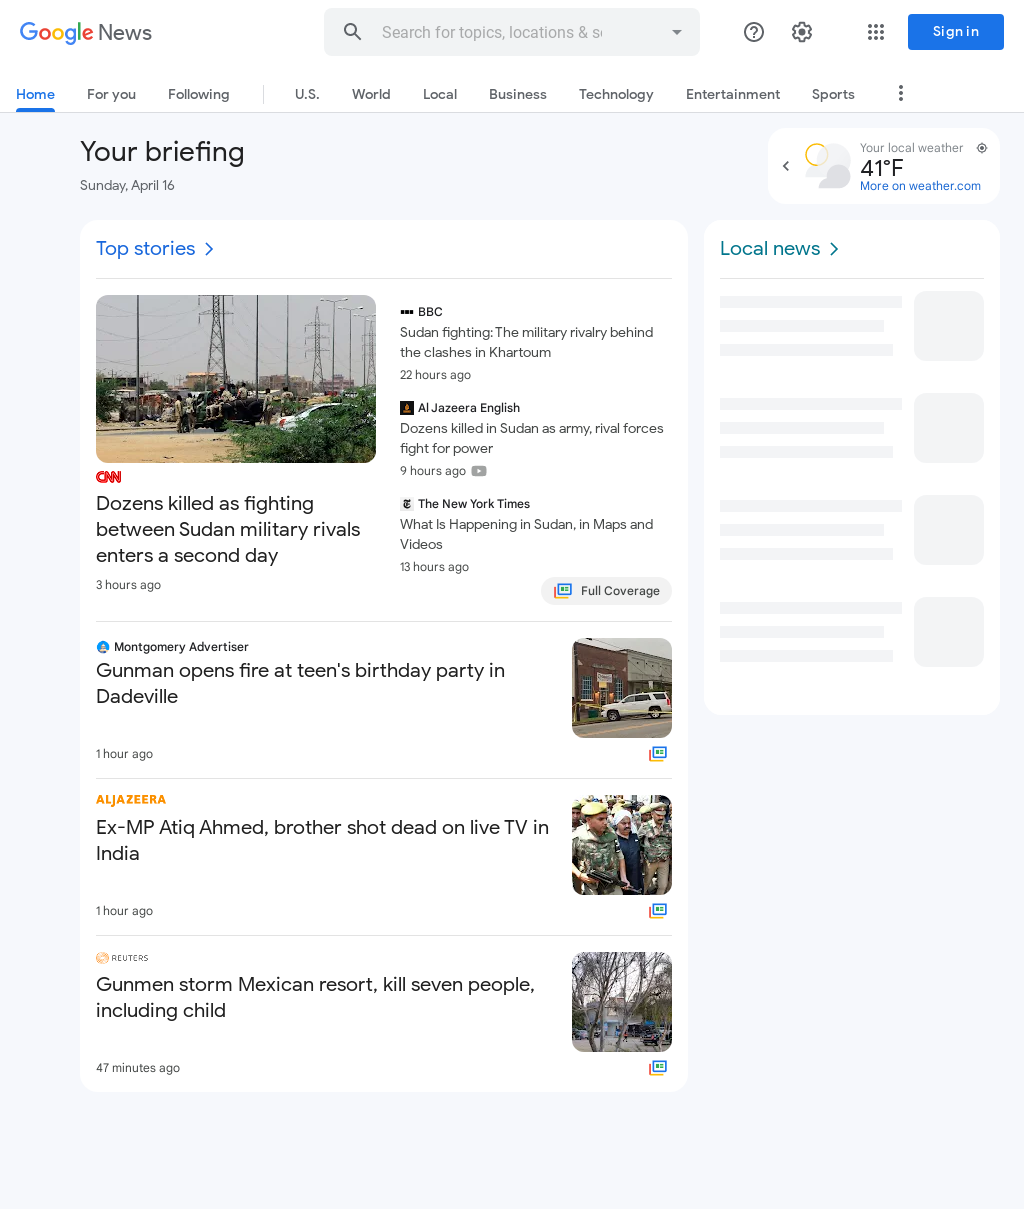 Google News
Search for topics, locations & so
Sign in
Home
For you
Following
U.S.
World
Local
Business
Technology
Entertainment
Sports
Your briefing
Sunday, April 16
Your local weather
41°F
More on weather.com
Top stories
CNN
Dozens killed as fighting
between Sudan military rivals
enters a second day
3 hours ago
BBC
Sudan fighting: The military rivalry behind
the clashes in Khartoum
22 hours ago
Al Jazeera English
Dozens killed in Sudan as army, rival forces
fight for power
9 hours ago
The New York Times
What Is Happening in Sudan, in Maps and
Videos
13 hours ago
Full Coverage
Montgomery Advertiser
Gunman opens fire at teen's birthday party in
Dadeville
1 hour ago
ALJAZEERA
Ex-MP Atiq Ahmed, brother shot dead on live TV in
India
1 hour ago
REUTERS
Gunmen storm Mexican resort, kill seven people,
including child
47 minutes ago
Local news